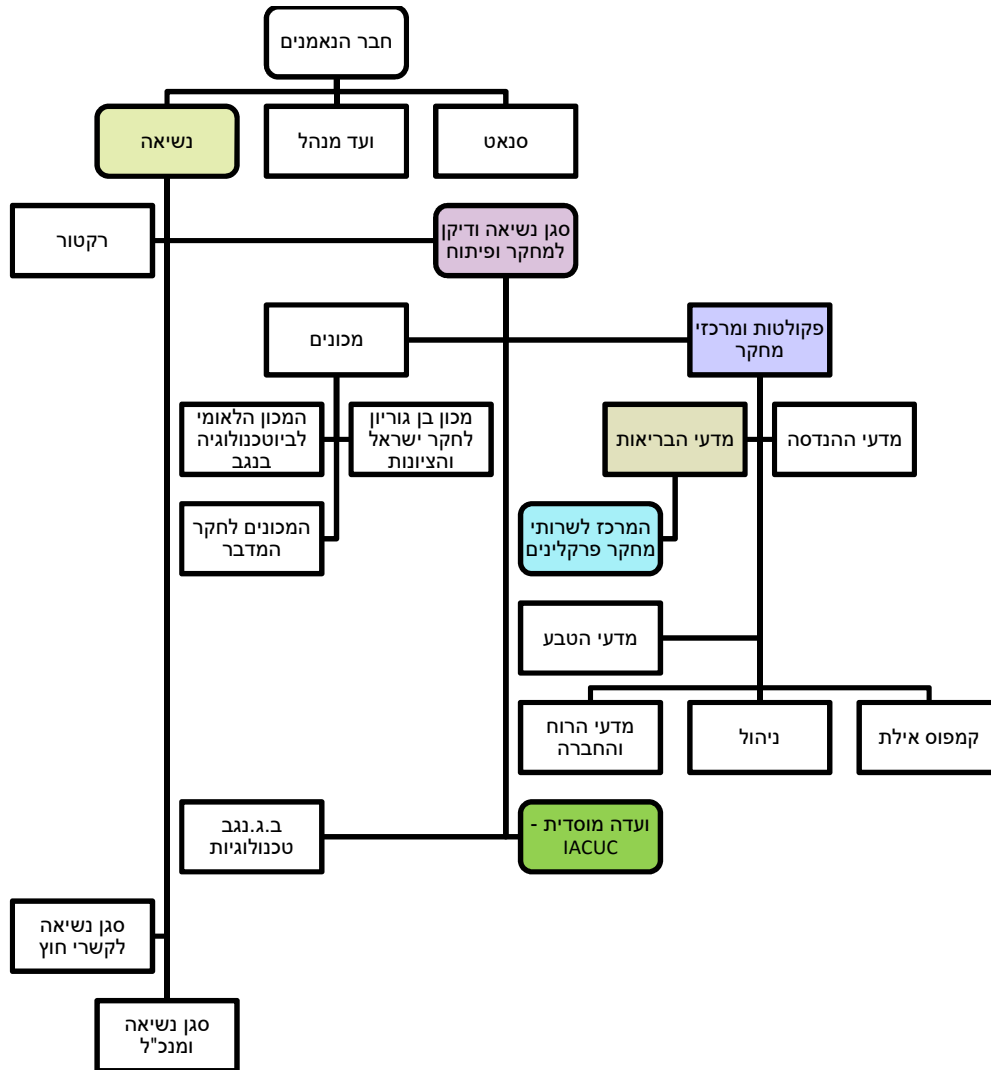 חבר הנאמנים
סנאט
ועד מנהל
נשיאה
סגן נשיאה ודיקן
למחקר ופיתוח
רקטור
פקולטות ומרכזי
מחקר
מכונים
מדעי ההנדסה
מדעי הבריאות
מכון בן גוריון
לחקר ישראל
והציונות
המכון הלאומי
לביוטכנולוגיה
בנגב
המרכז לשרותי
מחקר פרקלינים
המכונים לחקר
המדבר
מדעי הטבע
קמפוס אילת
ניהול
מדעי הרוח
והחברה
ועדה מוסדית -
IACUC
ב.ג.נגב
טכנולוגיות
סגן נשיאה
לקשרי חוץ
סגן נשיאה
ומנכ"ל